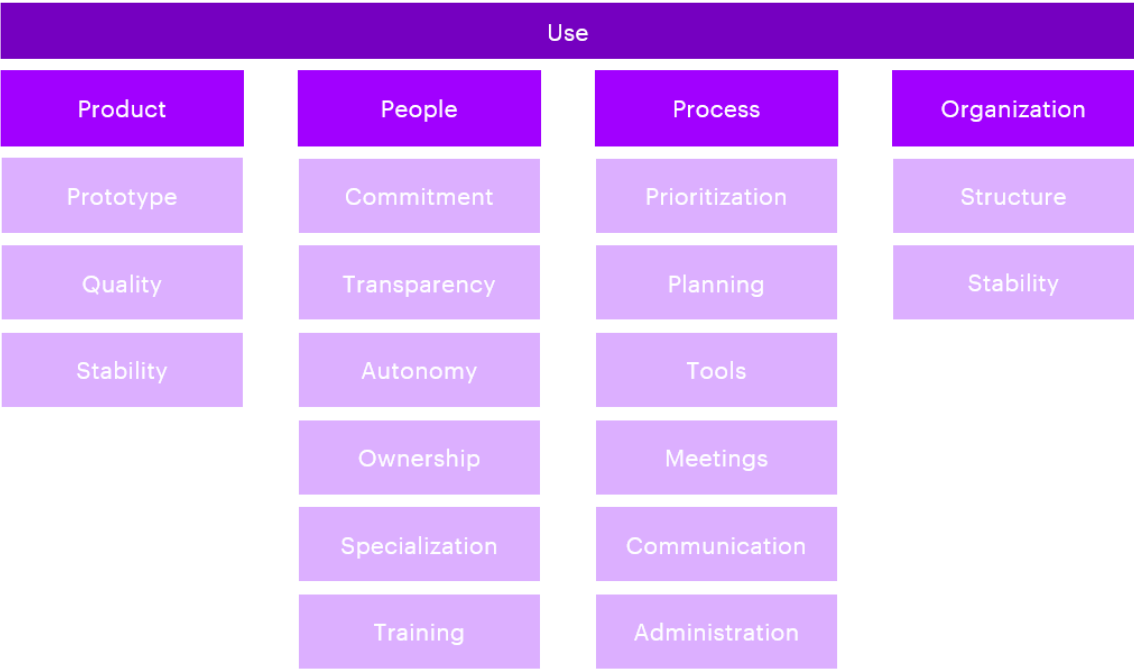 Use
Product
People
Process
Organization
Prototype
Commitment
Prioritization
Structure
Quality
Transparency
Planning
Stability
Stability
Autonomy
Tools
Ownership
Meetings
Specialization
Communication
Training
Administration